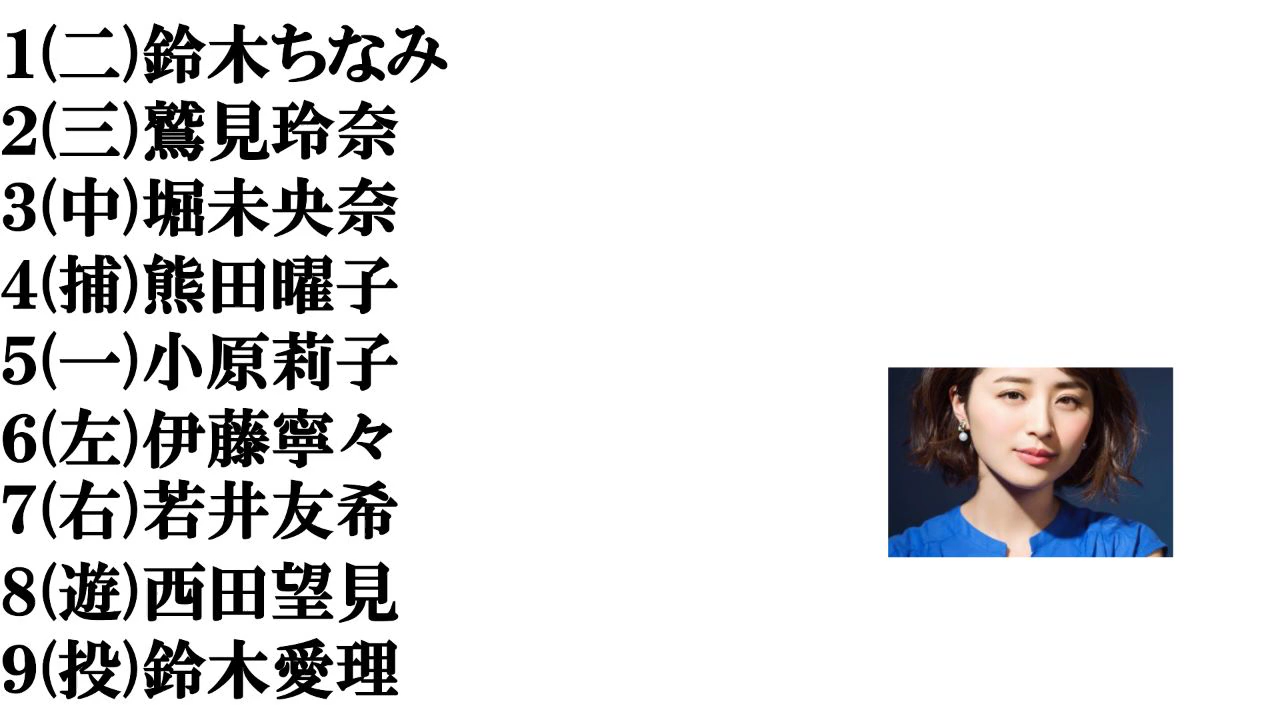 1(二)鈴木ちなみ
2(三)鷲見玲奈
3(中)堀未央奈
4(捕)熊田曜子
5(一)小原莉子
6(左)伊藤寧々
7(右)若井友希
8(遊)西田望見
9(投)鈴木愛理